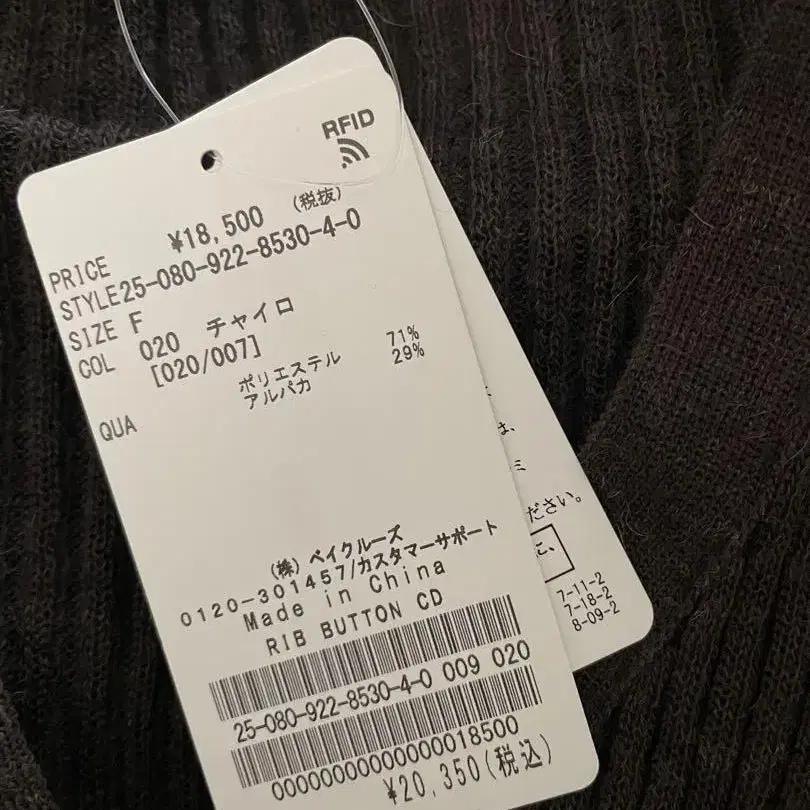 RFID
PRICE ¥18,500 (税抜)
STYLE25-080-922-8530-4-0
SIZE F
COL 020 チャイロ
[020/007]
QUA ポリエステル 71%
アルパカ 29%
(株) ベイクルーズ
0120-301457/カスタマーサポート
Made in China
RIB BUTTON CD
25-080-922-8530-4-0 009 020
0000000000000018500
¥20,350(税込)
は、
ミ
ださい。
こ、
7-11-2
7-18-2
8-09-2